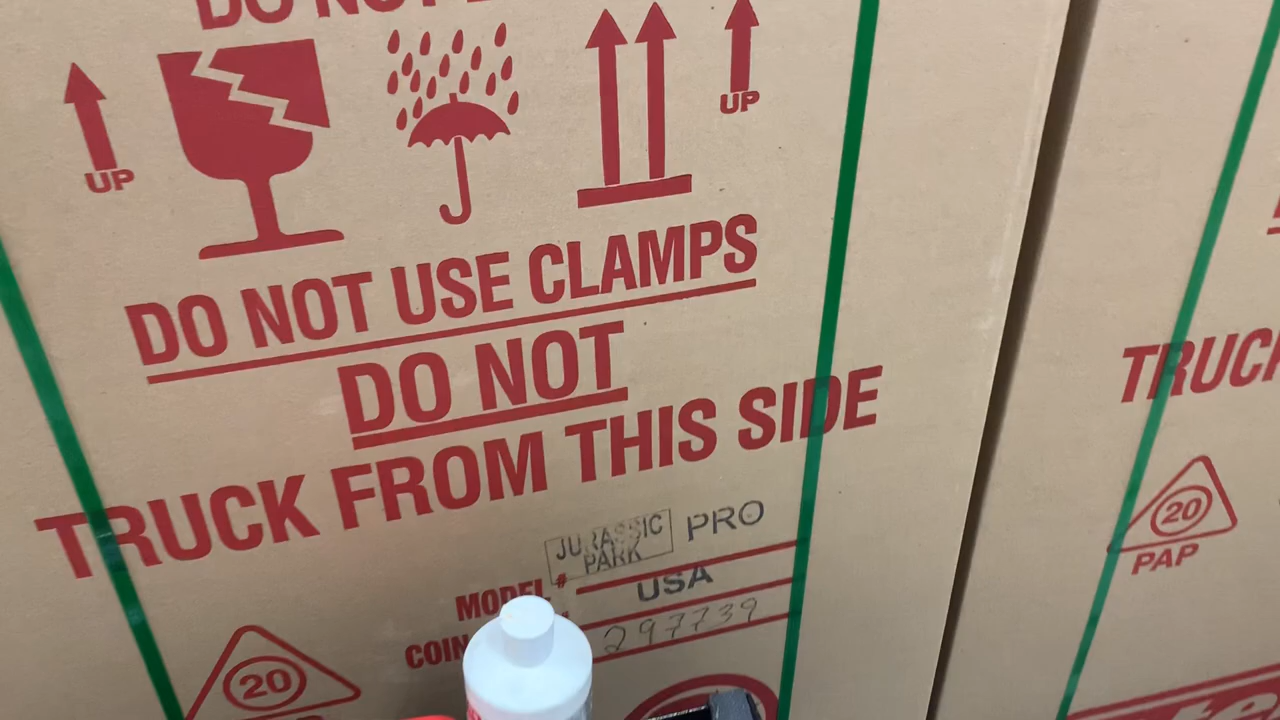 UP
UP
DO NOT USE CLAMPS
DO NOT
TRUCK FROM THIS SIDE
JURASSIC
PARK
PRO
MODEL #
USA
COIN
297739
20
TRUCK
20
PAP